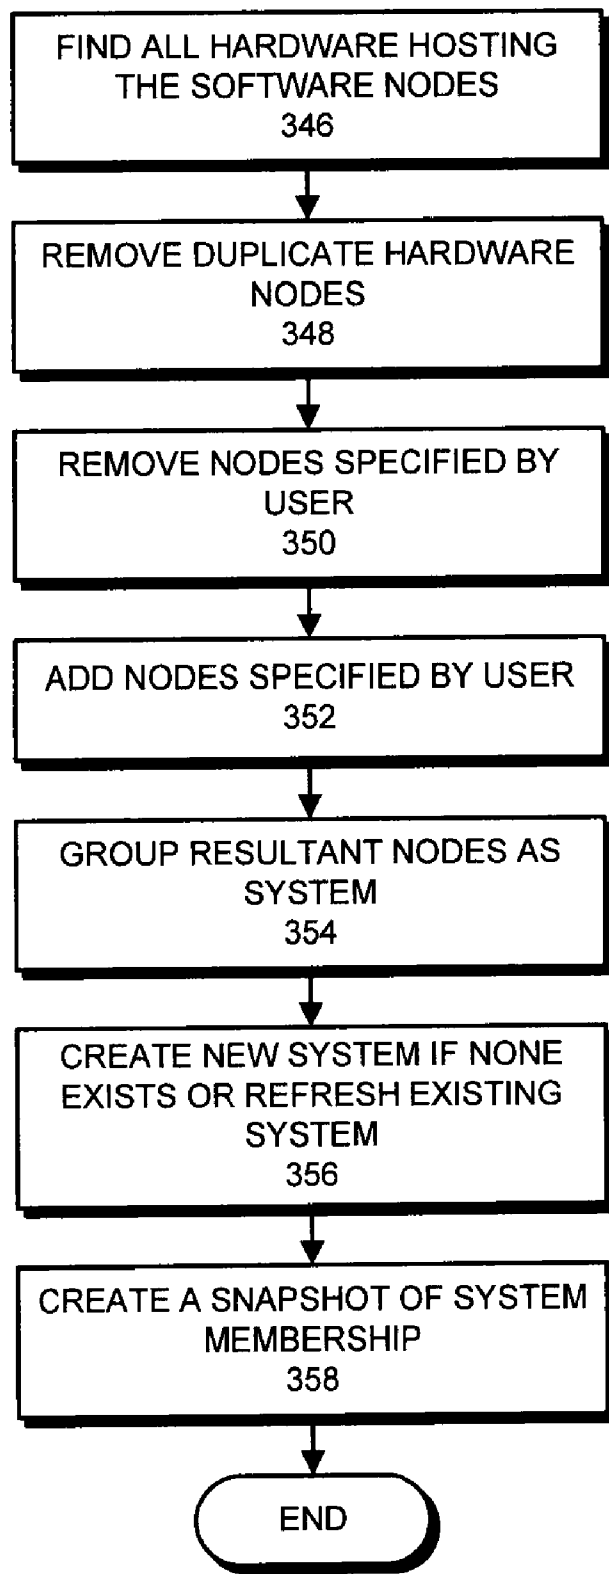 FIND ALL HARDWARE HOSTING
THE SOFTWARE NODES
346
REMOVE DUPLICATE HARDWARE
NODES
348
REMOVE NODES SPECIFIED BY
USER
350
ADD NODES SPECIFIED BY USER
352
GROUP RESULTANT NODES AS
SYSTEM
354
CREATE NEW SYSTEM IF NONE
EXISTS OR REFRESH EXISTING
SYSTEM
356
CREATE A SNAPSHOT OF SYSTEM
MEMBERSHIP
358
END